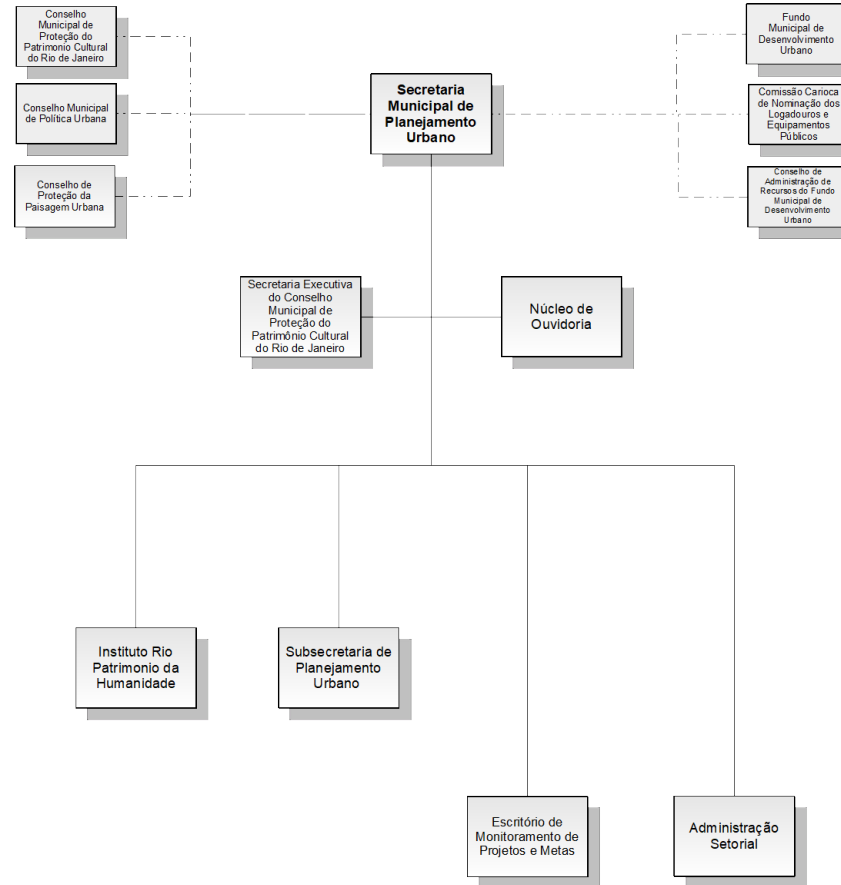 Conselho
Municipal de
Proteção do
Patrimonio Cultural
do Rio de Janeiro
Conselho Municipal
de Política Urbana
Conselho de
Proteção da
Paisagem Urbana
Secretaria
Municipal de
Planejamento
Urbano
Fundo
Municipal de
Desenvolvimento
Urbano
Comissão Carioca
de Nominação dos
Logadouros e
Equipamentos
Públicos
Conselho de
Administração de
Recursos do Fundo
Municipal de
Desenvolvimento
Urbano
Secretaria Executiva
do Conselho
Municipal de
Proteção do
Patrimônio Cultural
do Rio de Janeiro
Núcleo de
Ouvidoria
Instituto Rio
Patrimonio da
Humanidade
Subsecretaria de
Planejamento
Urbano
Escritório de
Monitoramento de
Projetos e Metas
Administração
Setorial